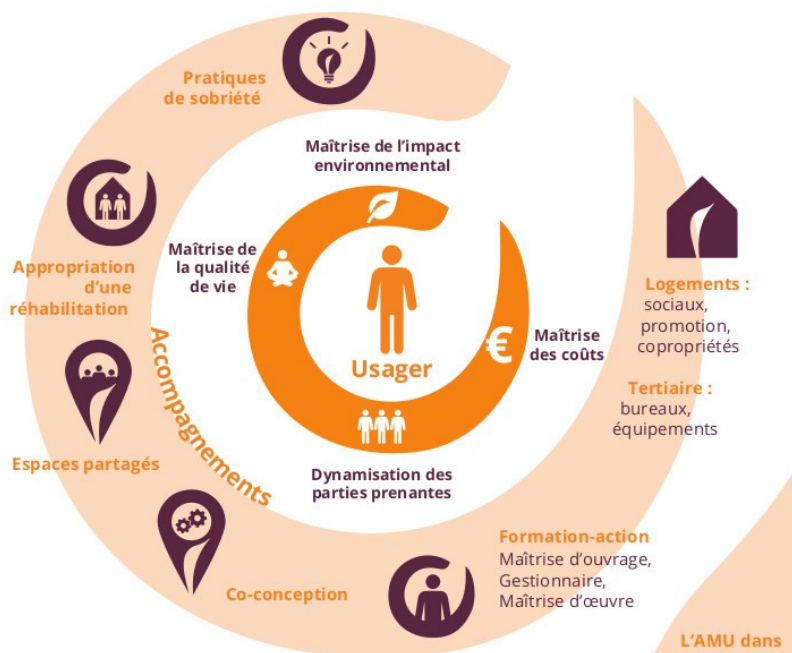 Pratiques
de sobriété
Maîtrise de l’impact
environnemental
Maîtrise de
la qualité
de vie
Appropriation
d’une
réhabilitation
Accompagnements
Usager
€
Maîtrise
des coûts
Logements :
sociaux,
promotion,
copropriétés
Tertiaire :
bureaux,
équipements
Espaces partagés
Dynamisation des
parties prenantes
Co-conception
Formation-action
Maîtrise d’ouvrage,
Gestionnaire,
Maîtrise d’œuvre
L’AMU dans